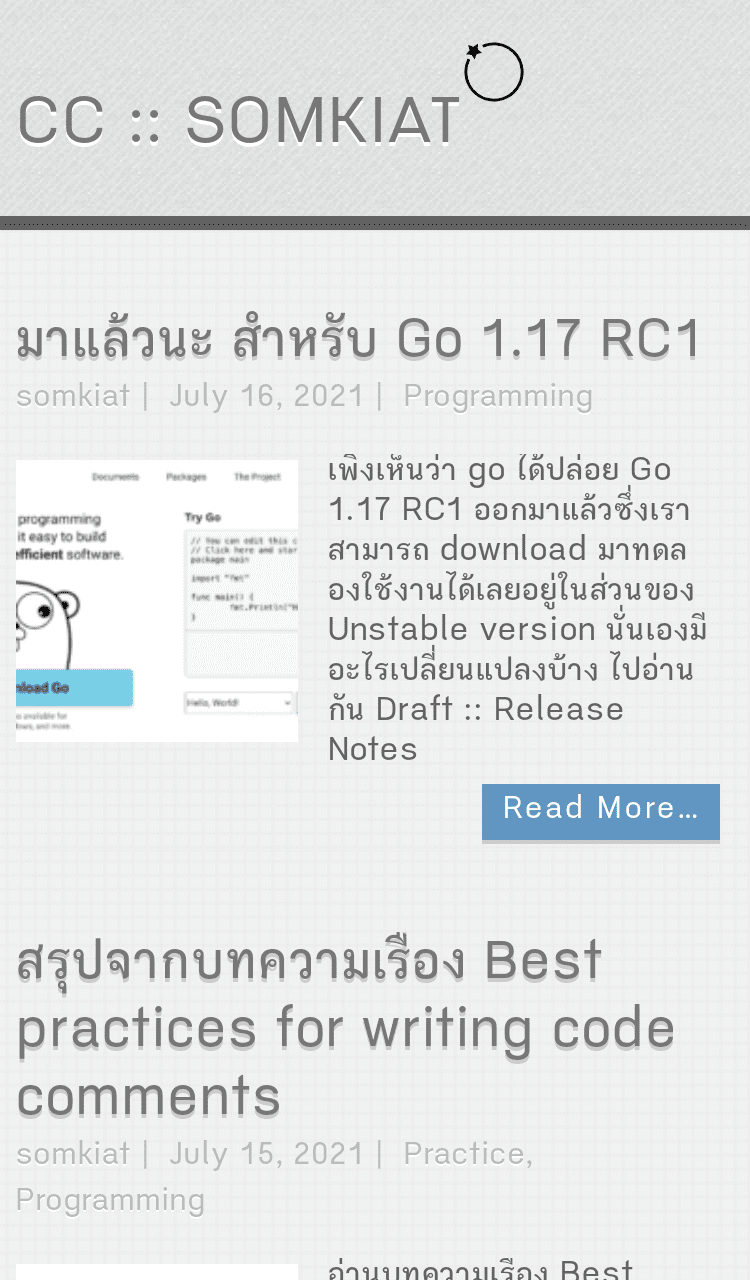 CC :: SOMKIAT
มาแล้วนะ สำหรับ Go 1.17 RC1
somkiat | July 16, 2021 | Programming
Documents Packages The Project
programming
it easy to build
efficient software.
Try Go
// You can edit this c
// Click here and star
package main
import "fmt"
func main() {
fmt.Println("H
}
nload Go
Hello, World!
o available for
dows, and more.
เพิ่งเห็นว่า go ได้ปล่อย Go
1.17 RC1 ออกมาแล้วซึ่งเรา
สามารถ download มาทดล
องใช้งานได้เลยอยู่ในส่วนของ
Unstable version นั่นเองมี
อะไรเปลี่ยนแปลงบ้าง ไปอ่าน
กัน Draft :: Release
Notes
Read More...
สรุปจากบทความเรื่อง Best
practices for writing code
comments
somkiat | July 15, 2021 | Practice,
Programming
อ่านบทความเรื่อง Best